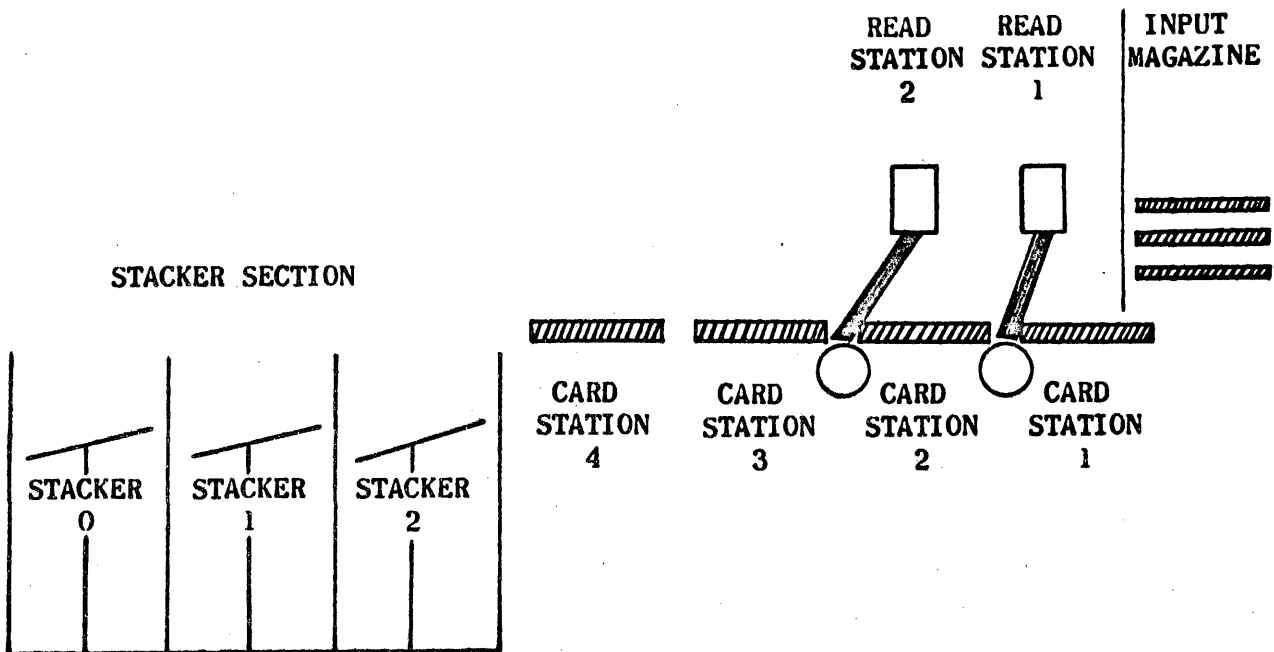 READ
STATION
2
READ
STATION
1
INPUT
MAGAZINE
STACKER SECTION
CARD
STATION
4
CARD
STATION
3
CARD
STATION
2
CARD
STATION
1
STACKER
0
STACKER
1
STACKER
2